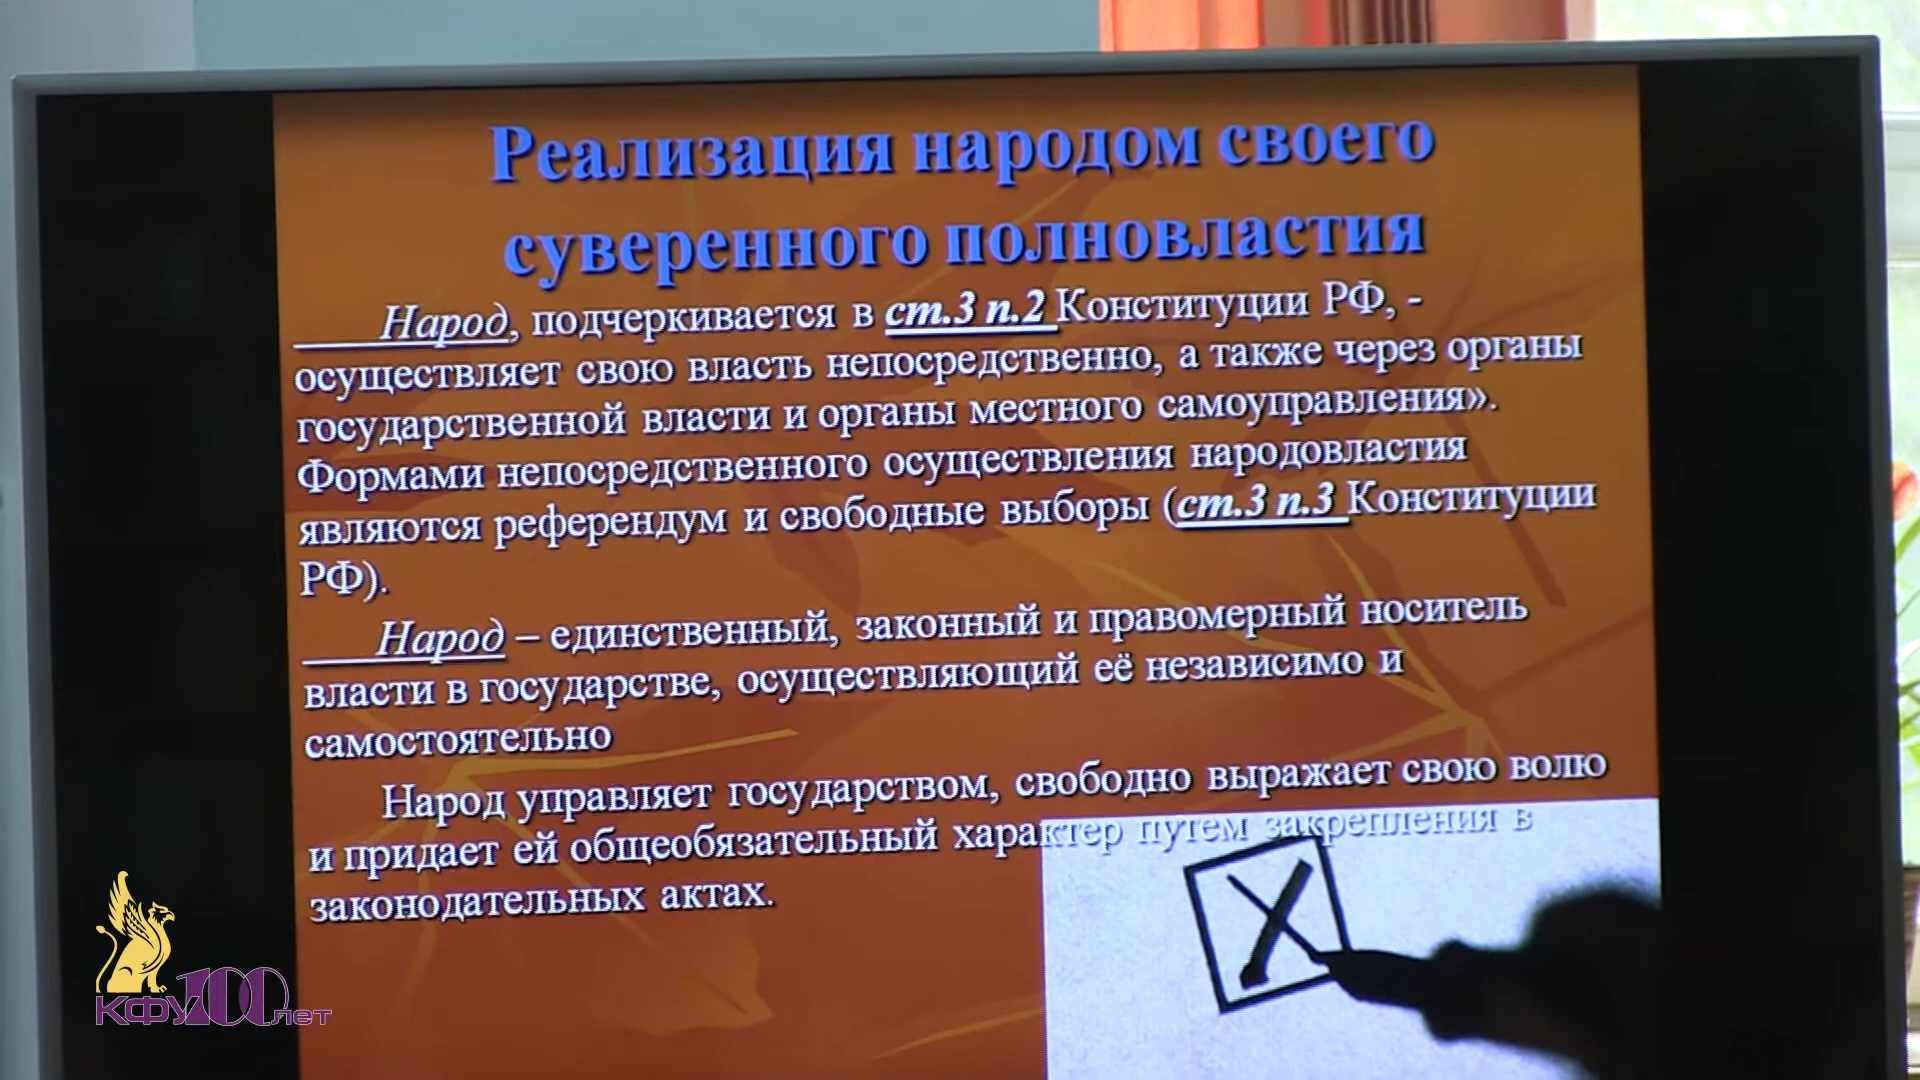 Реализация народом своего
суверенного полновластия
Народ, подчеркивается в ст.3 п.2 Конституции РФ, -
осуществляет свою власть непосредственно, а также через органы
государственной власти и органы местного самоуправления».
Формами непосредственного осуществления народовластия
являются референдум и свободные выборы (ст.3 п.3 Конституции
РФ).
Народ – единственный, законный и правомерный носитель
власти в государстве, осуществляющий её независимо и
самостоятельно
Народ управляет государством, свободно выражает свою волю
и придает ей общеобязательный характер путем закрепления в
законодательных актах.
КФУ 100 лет